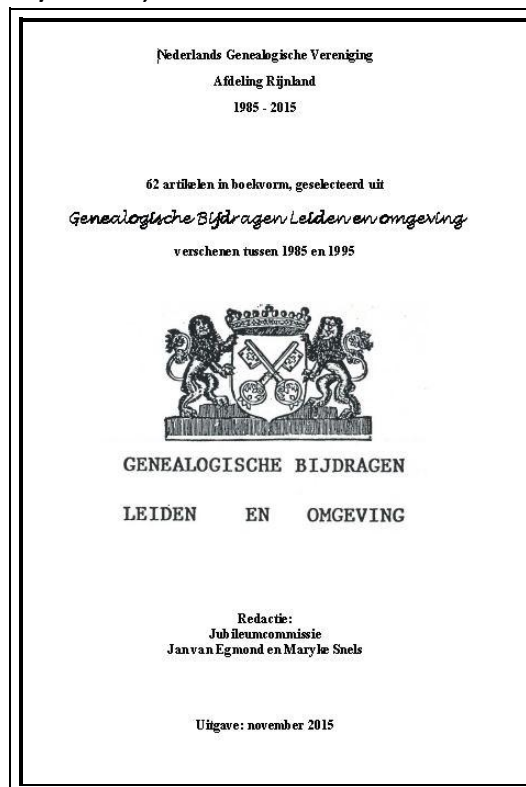 Nederlands Genealogische Vereniging
Afdeling Rijnland
1985 - 2015
62 artikelen in boekvorm, geselecteerd uit
Genealogische Bijdragen Leiden en omgeving
verschenen tussen 1985 en 1995
GENEALOGISCHE BIJDRAGEN
LEIDEN EN OMGEVING
Redactie:
Jubileumcommissie
Jan van Egmond en Maryke Snels
Uitgave: november 2015